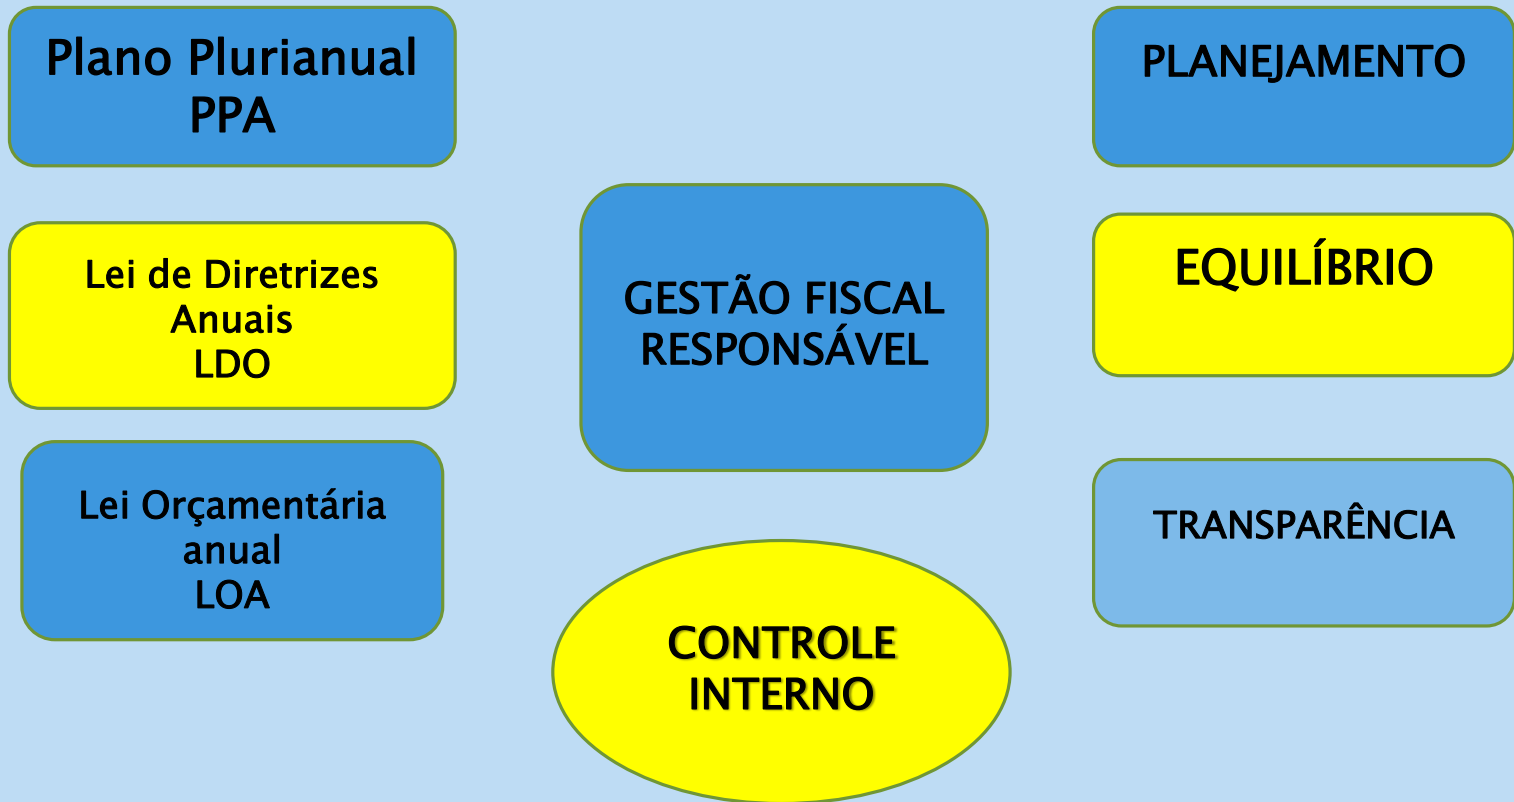 Plano Plurianual
PPA
Lei de Diretrizes
Anuais
LDO
Lei Orçamentária
anual
LOA
GESTÃO FISCAL
RESPONSÁVEL
CONTROLE
INTERNO
PLANEJAMENTO
EQUILÍBRIO
TRANSPARÊNCIA